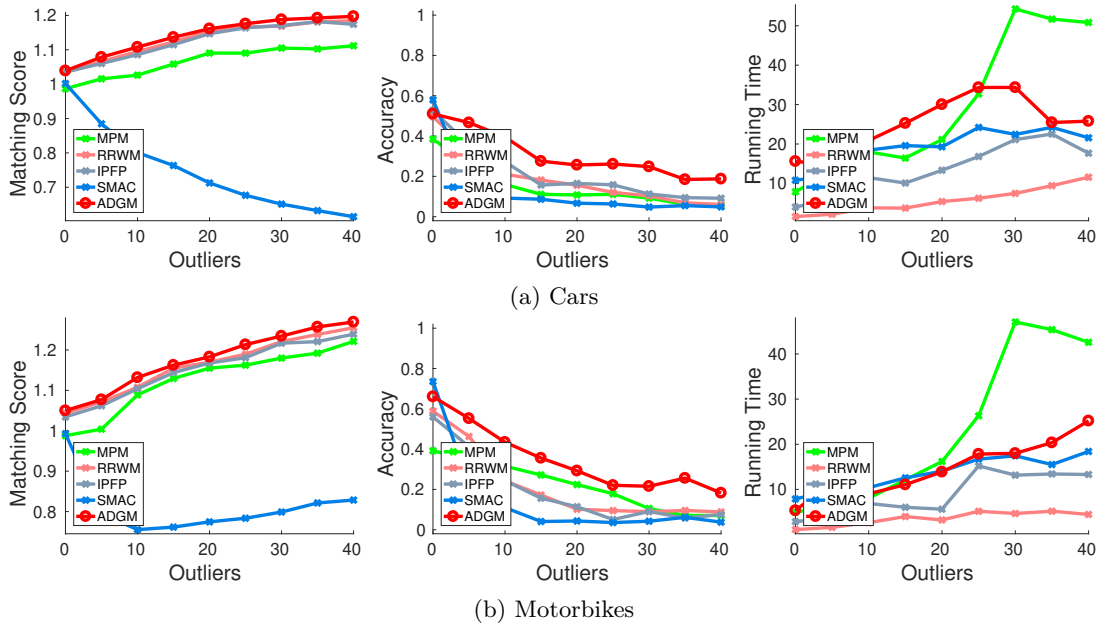 Matching Score
1.2
1.1
1
0.9
0.8
0.7
0 10 20 30 40
Outliers
MPM
RRWM
IPFP
SMAC
ADGM
Accuracy
1
0.8
0.6
0.4
0.2
0
0 10 20 30 40
Outliers
MPM
RRWM
IPFP
SMAC
ADGM
Running Time
50
40
30
20
10
0 10 20 30 40
Outliers
MPM
RRWM
IPFP
SMAC
ADGM
(a) Cars
Matching Score
1.2
1.1
1
0.9
0.8
0 10 20 30 40
Outliers
MPM
RRWM
IPFP
SMAC
ADGM
Accuracy
1
0.8
0.6
0.4
0.2
0
0 10 20 30 40
Outliers
MPM
RRWM
IPFP
SMAC
ADGM
Running Time
40
30
20
10
0 10 20 30 40
Outliers
MPM
RRWM
IPFP
SMAC
ADGM
(b) Motorbikes